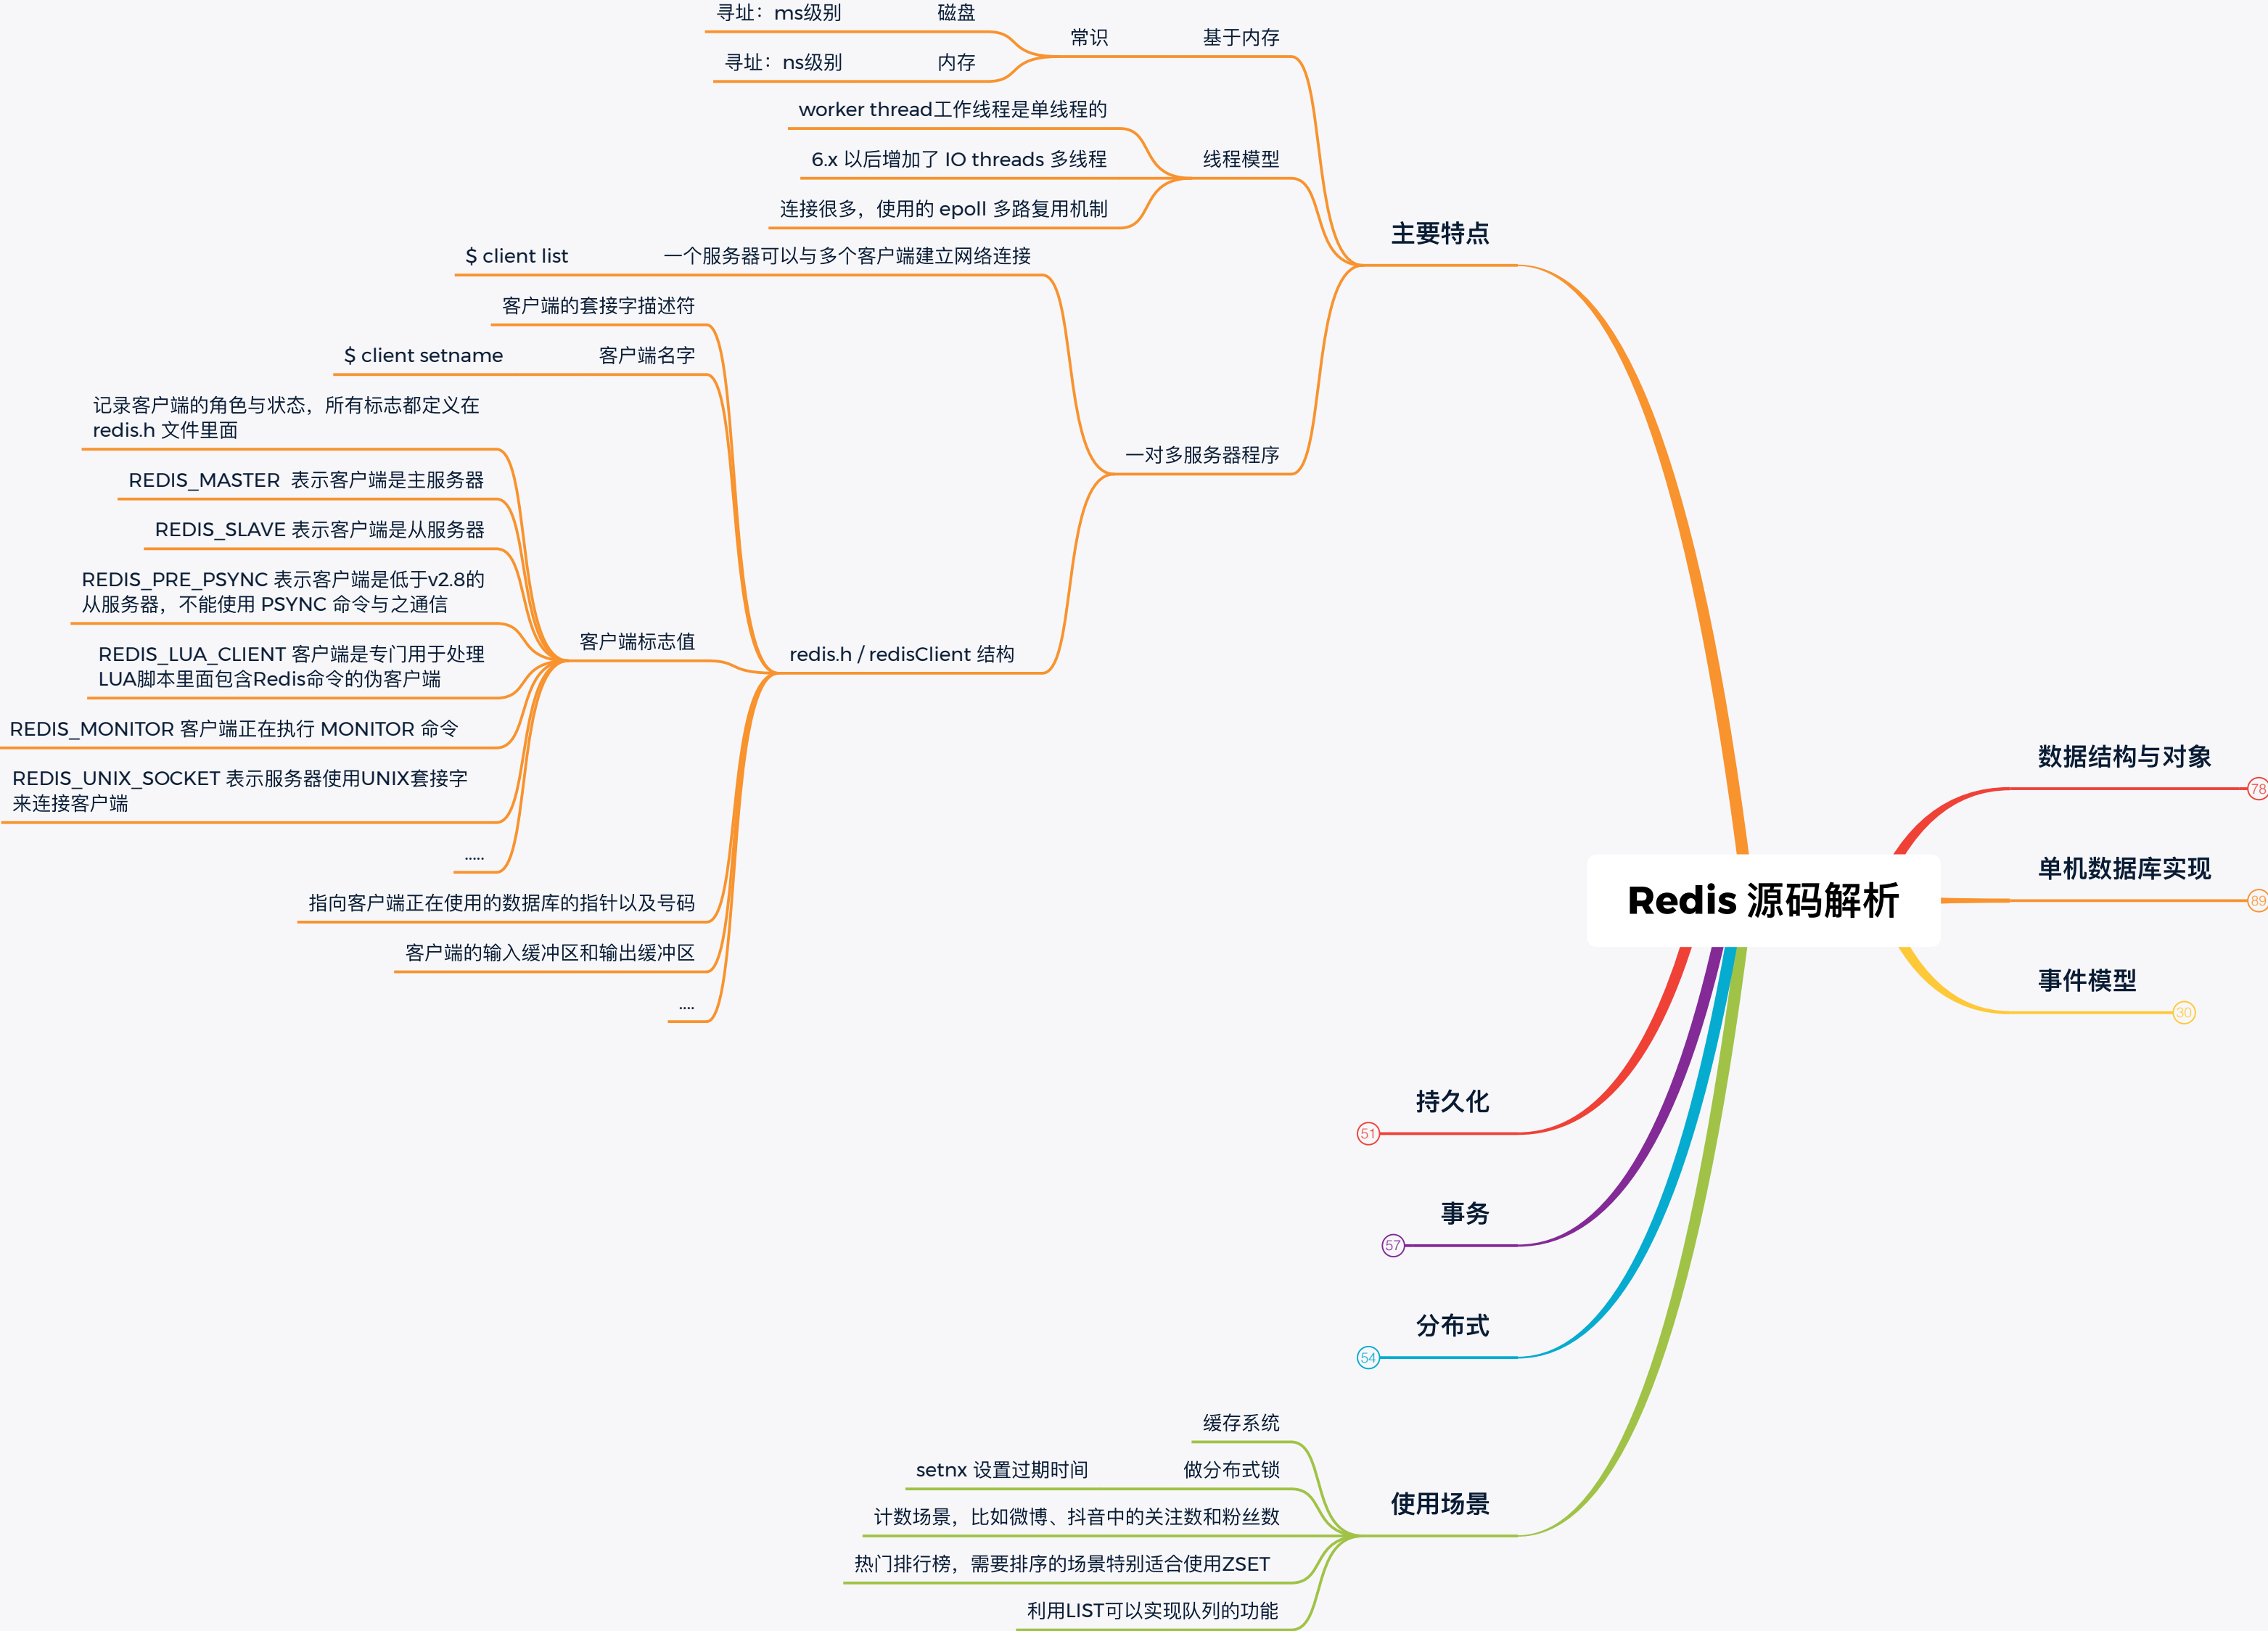 Redis 源码解析
主要特点
基于内存
常识
磁盘
寻址：ms级别
内存
寻址：ns级别
线程模型
worker thread工作线程是单线程的
6.x 以后增加了 IO threads 多线程
连接很多，使用的 epoll 多路复用机制
一对多服务器程序
一个服务器可以与多个客户端建立网络连接
$ client list
redis.h / redisClient 结构
客户端的套接字描述符
客户端名字
$ client setname
客户端标志值
记录客户端的角色与状态，所有标志都定义在
redis.h 文件里面
REDIS_MASTER  表示客户端是主服务器
REDIS_SLAVE 表示客户端是从服务器
REDIS_PRE_PSYNC 表示客户端是低于v2.8的
从服务器，不能使用 PSYNC 命令与之通信
REDIS_LUA_CLIENT 客户端是专门用于处理
LUA脚本里面包含Redis命令的伪客户端
REDIS_MONITOR 客户端正在执行 MONITOR 命令
REDIS_UNIX_SOCKET 表示服务器使用UNIX套接字
来连接客户端
.....
指向客户端正在使用的数据库的指针以及号码
客户端的输入缓冲区和输出缓冲区
....
数据结构与对象
78
单机数据库实现
89
事件模型
30
持久化
51
事务
57
分布式
54
使用场景
缓存系统
做分布式锁
setnx 设置过期时间
计数场景，比如微博、抖音中的关注数和粉丝数
热门排行榜，需要排序的场景特别适合使用ZSET
利用LIST可以实现队列的功能